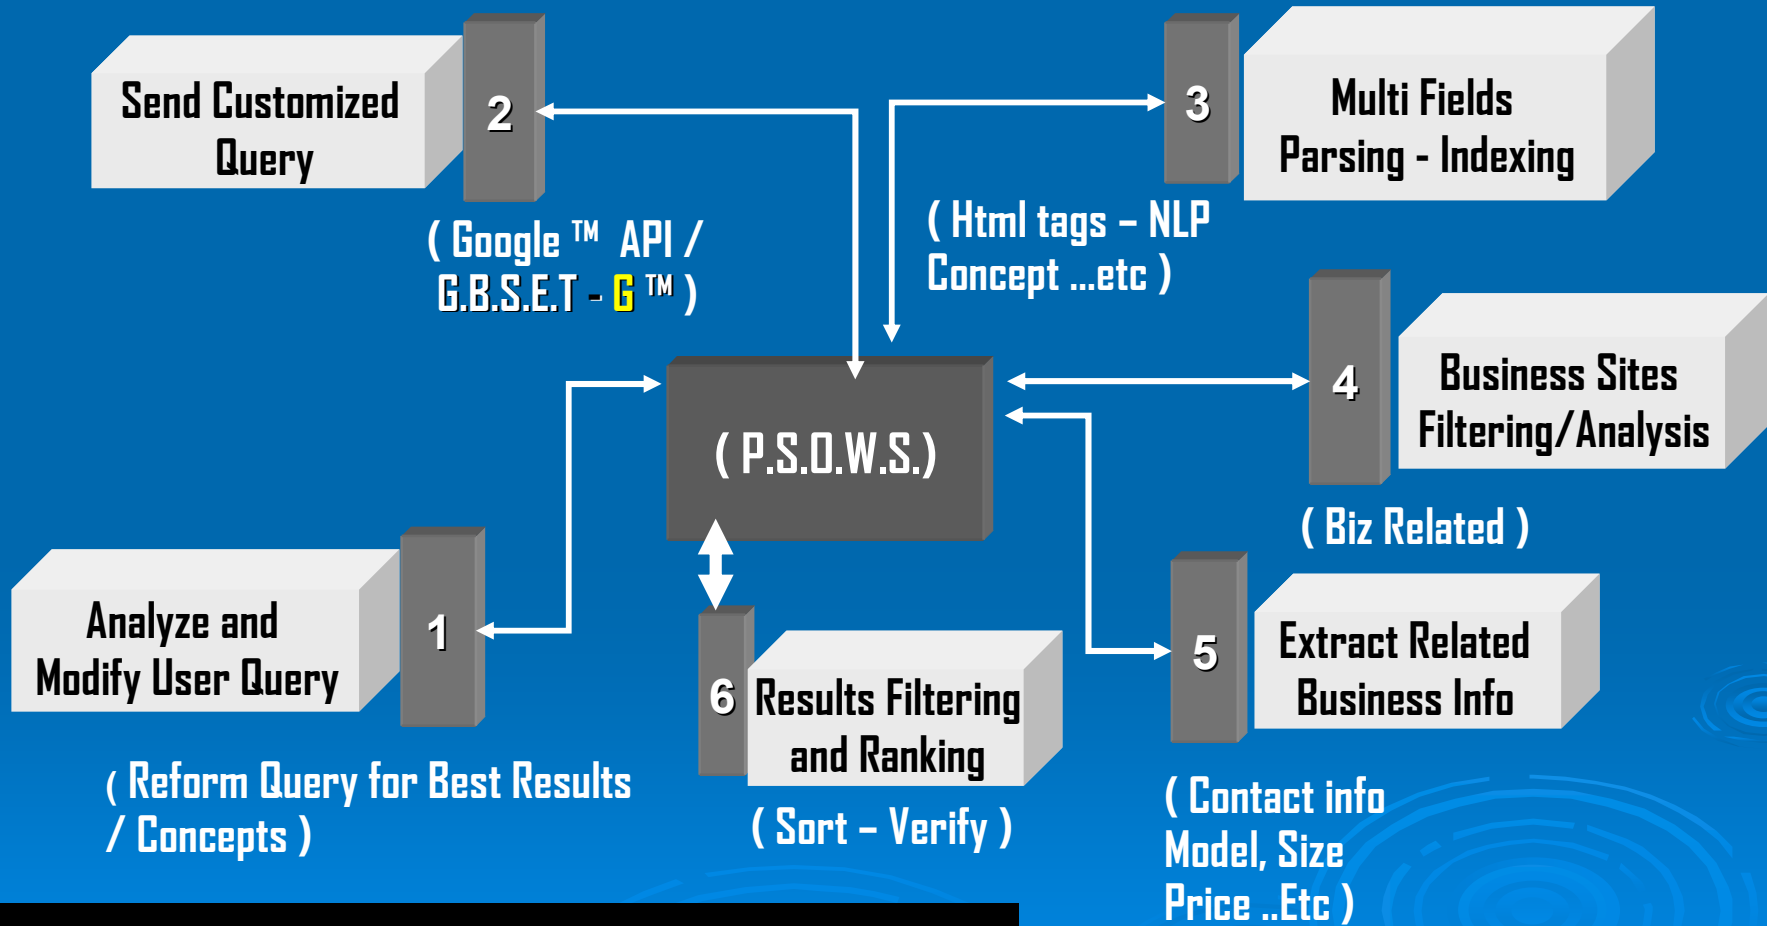 Send Customized
Query
2
( Google ™ API /
G.B.S.E.T - G ™ )
3
Multi Fields
Parsing - Indexing
( Html tags – NLP
Concept ...etc )
( P.S.O.W.S.)
4
Business Sites
Filtering/Analysis
( Biz Related )
Analyze and
Modify User Query
1
( Reform Query for Best Results
/ Concepts )
6
Results Filtering
and Ranking
( Sort – Verify )
5
Extract Related
Business Info
( Contact info
Model, Size
Price ..Etc )